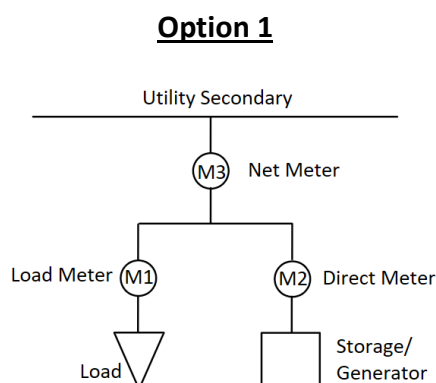 Option 1
Utility Secondary
M3 Net Meter
Load Meter M1
M2 Direct Meter
Load
Storage/
Generator